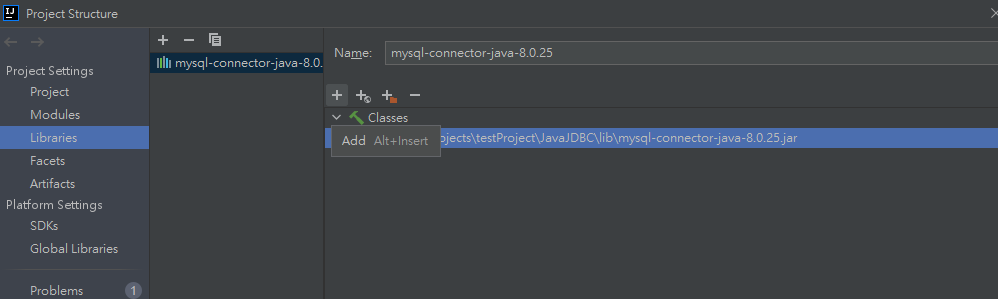 IJ
Project Structure
Project Settings
Project
Modules
Libraries
Facets
Artifacts
Platform Settings
SDKs
Global Libraries
Problems
1
mysql-connector-java-8.0.
Name:
mysql-connector-java-8.0.25
Classes
ojects\testProject\JavaJDBC\lib\mysql-connector-java-8.0.25.jar
Add Alt+Insert